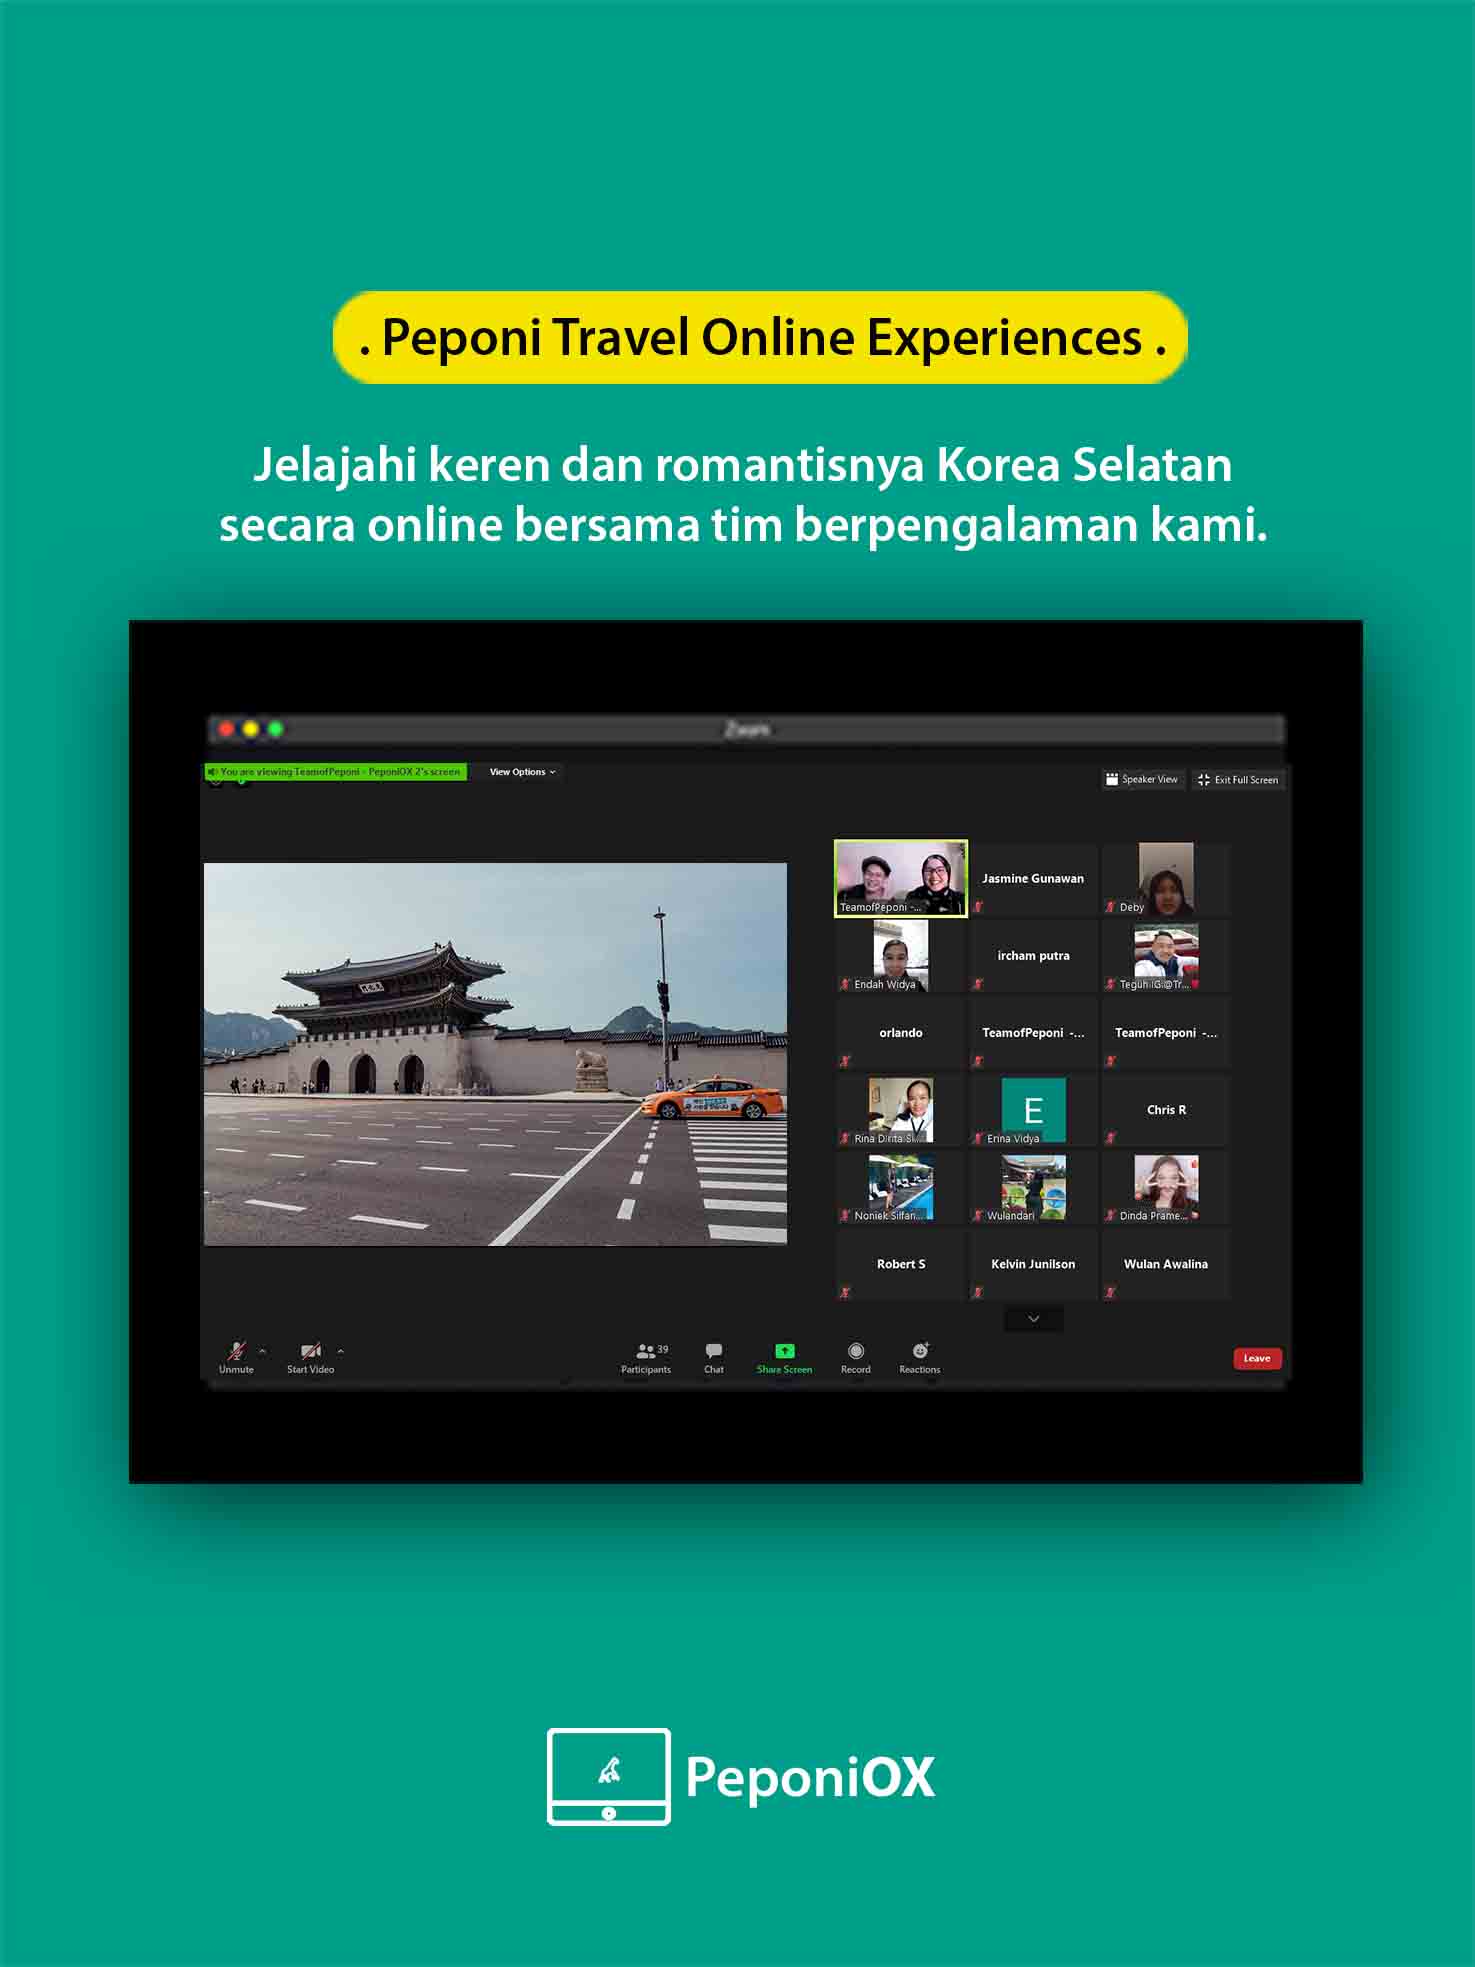 . Peponi Travel Online Experiences .
Jelajahi keren dan romantisnya Korea Selatan
secara online bersama tim berpengalaman kami.
Zoom
You are viewing TeamofPeponi - PeponiOX 2's screen
View Options
Speaker View
Exit Full Screen
TeamofPeponi -...
Jasmine Gunawan
Deby
Endah Widya
ircham putra
Teguh IG:@Tr...
orlando
TeamofPeponi -...
TeamofPeponi -...
Rina Dirita Si...
E
Erina Vidya
Chris R
Noniek Silfan...
Wulandari
Dinda Prame...
Robert S
Kelvin Junilson
Wulan Awalina
Unmute
Start Video
39
Participants
Chat
Share Screen
Record
Reactions
Leave
PeponiOX